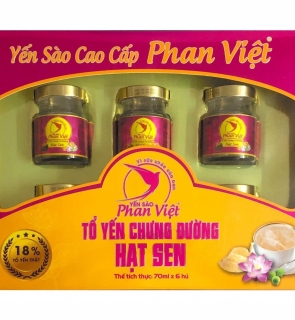 Yến Sào Cao Cấp Phan Việt®
YẾN SÀO
Phan Việt
TỔ YẾN CHƯNG ĐƯỜNG
HẠT SEN
Thể tích thực: 70ml x 6 hũ
18%
TỔ YẾN THẬT